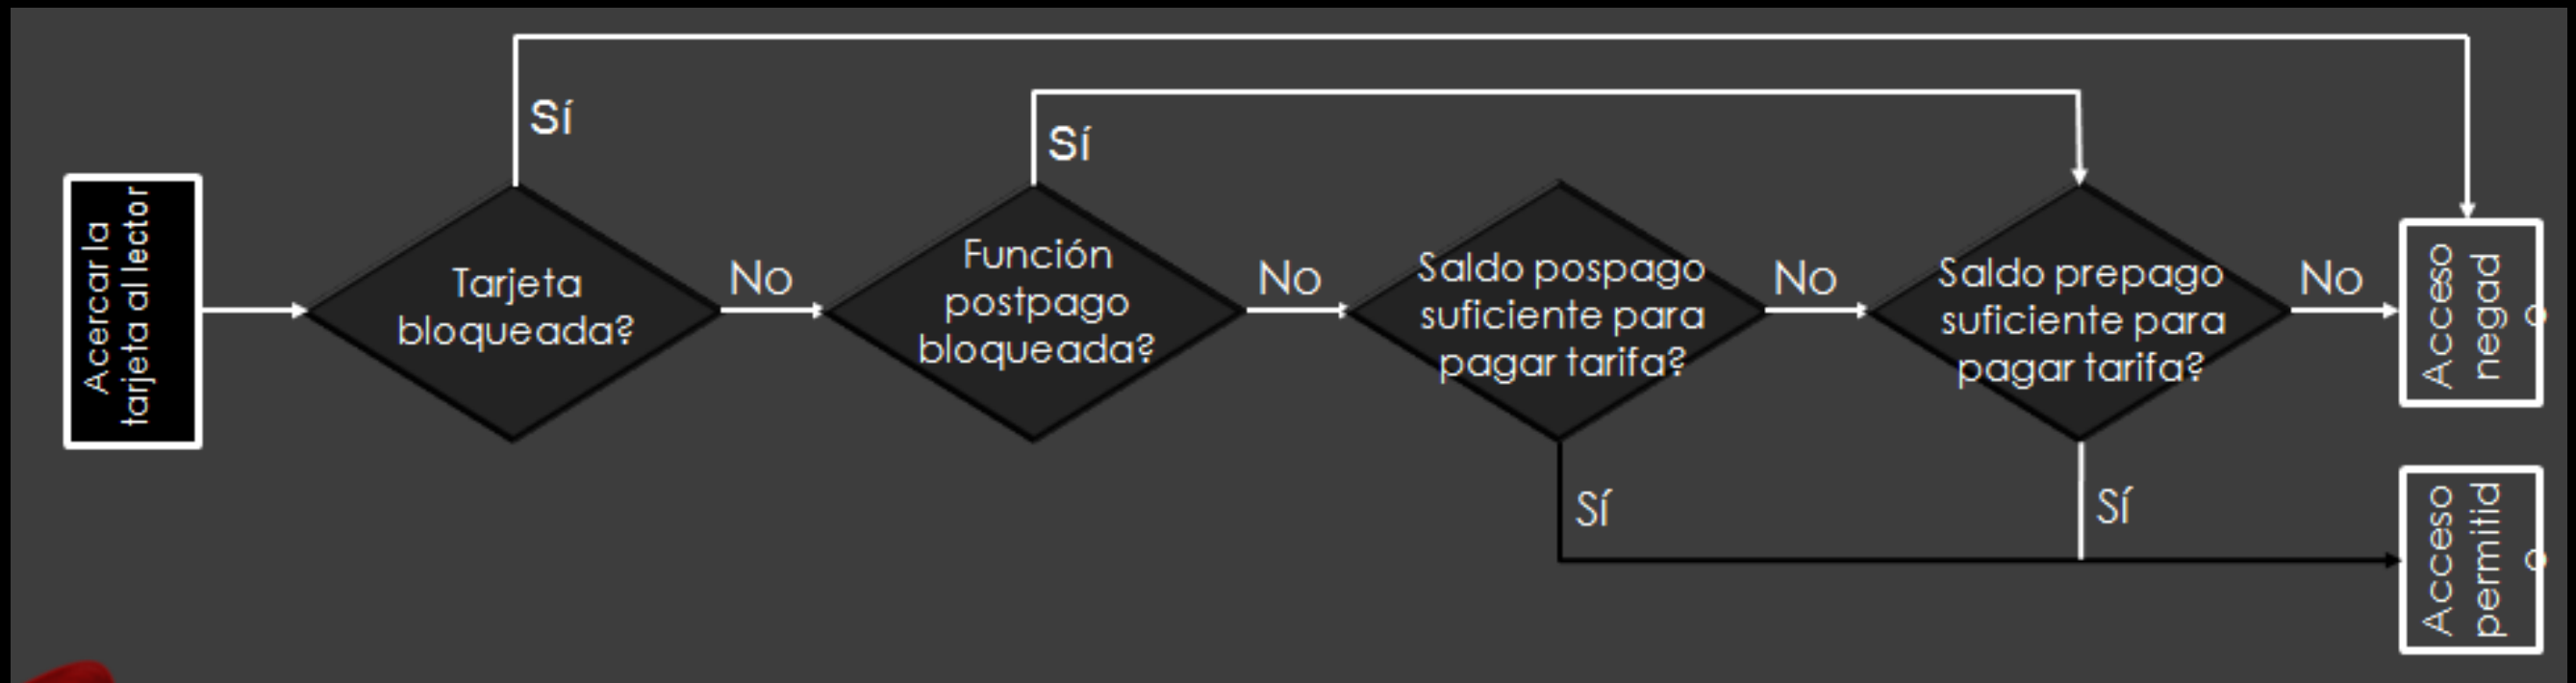 Acercar la
tarjeta al lector
Tarjeta
bloqueada?
Sí
No
Función
postpago
bloqueada?
Sí
No
Saldo pospago
suficiente para
pagar tarifa?
Sí
No
Saldo prepago
suficiente para
pagar tarifa?
Sí
No
Acceso
negad
o
Acceso
permitid
o